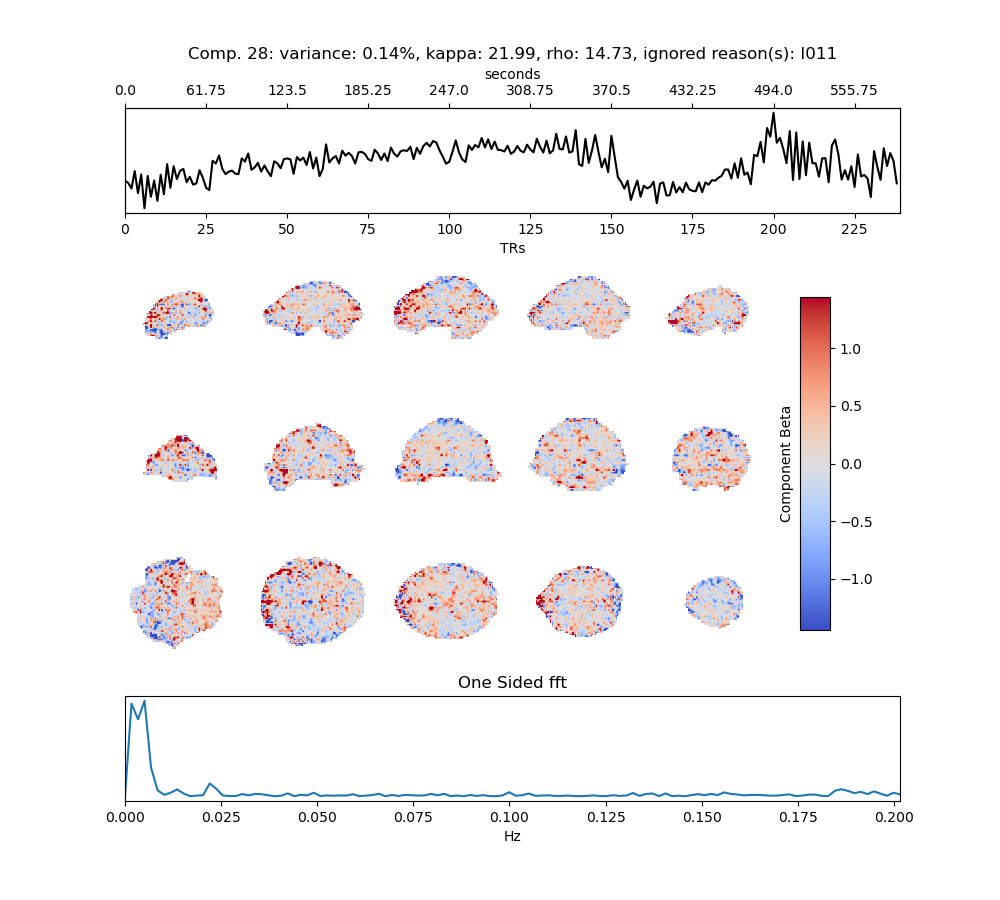 Comp. 28: variance: 0.14%, kappa: 21.99, rho: 14.73, ignored reason(s): I011
seconds
0.0 61.75 123.5 185.25 247.0 308.75 370.5 432.25 494.0 555.75
0 25 50 75 100 125 150 175 200 225
TRs
Component Beta
1.0
0.5
0.0
−0.5
−1.0
One Sided fft
0.000 0.025 0.050 0.075 0.100 0.125 0.150 0.175 0.200
Hz